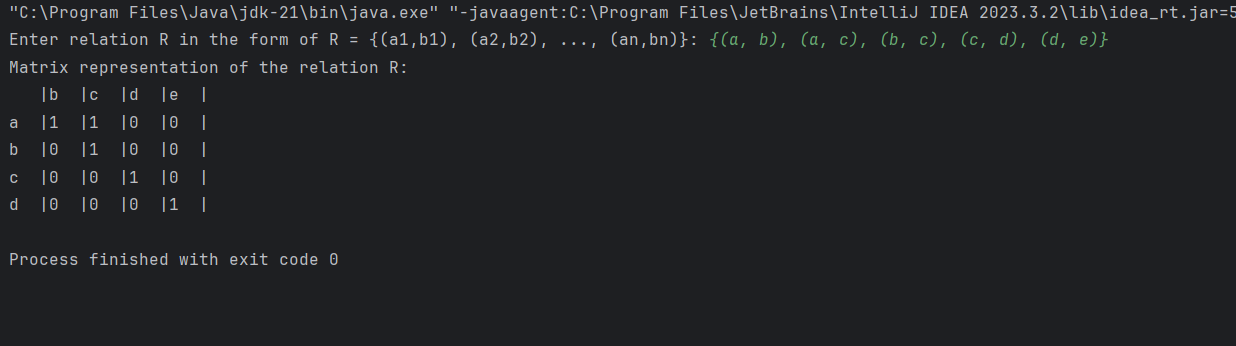 "C:\Program Files\Java\jdk-21\bin\java.exe" "-javaagent:C:\Program Files\JetBrains\IntelliJ IDEA 2023.3.2\lib\idea_rt.jar=5
Enter relation R in the form of R = {(a1,b1), (a2,b2), ..., (an,bn)}: {(a, b), (a, c), (b, c), (c, d), (d, e)}
Matrix representation of the relation R:
   |b  |c  |d  |e  |
a  |1  |1  |0  |0  |
b  |0  |1  |0  |0  |
c  |0  |0  |1  |0  |
d  |0  |0  |0  |1  |
Process finished with exit code 0